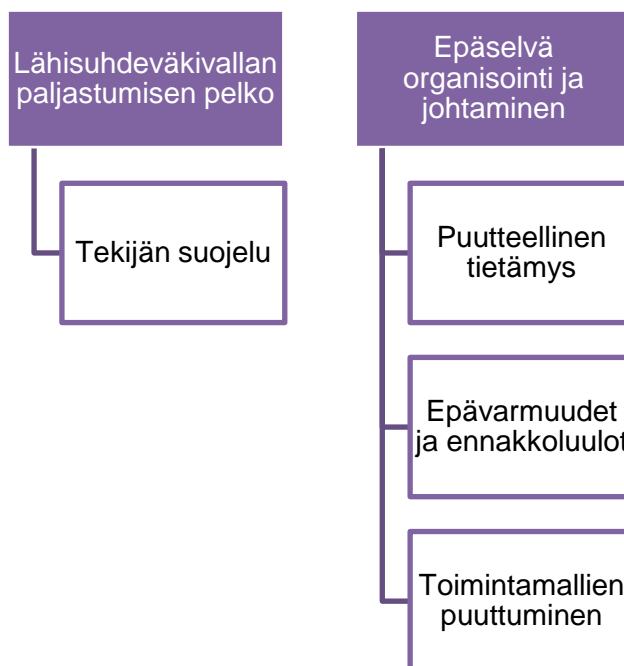 Lähisuhdeväkivallan
paljastumisen pelko
Tekijän suojelu
Epäselvä
organisointi ja
johtaminen
Puutteellinen
tietämys
Epävarmuudet
ja ennakkoluulot
Toimintamallien
puuttuminen